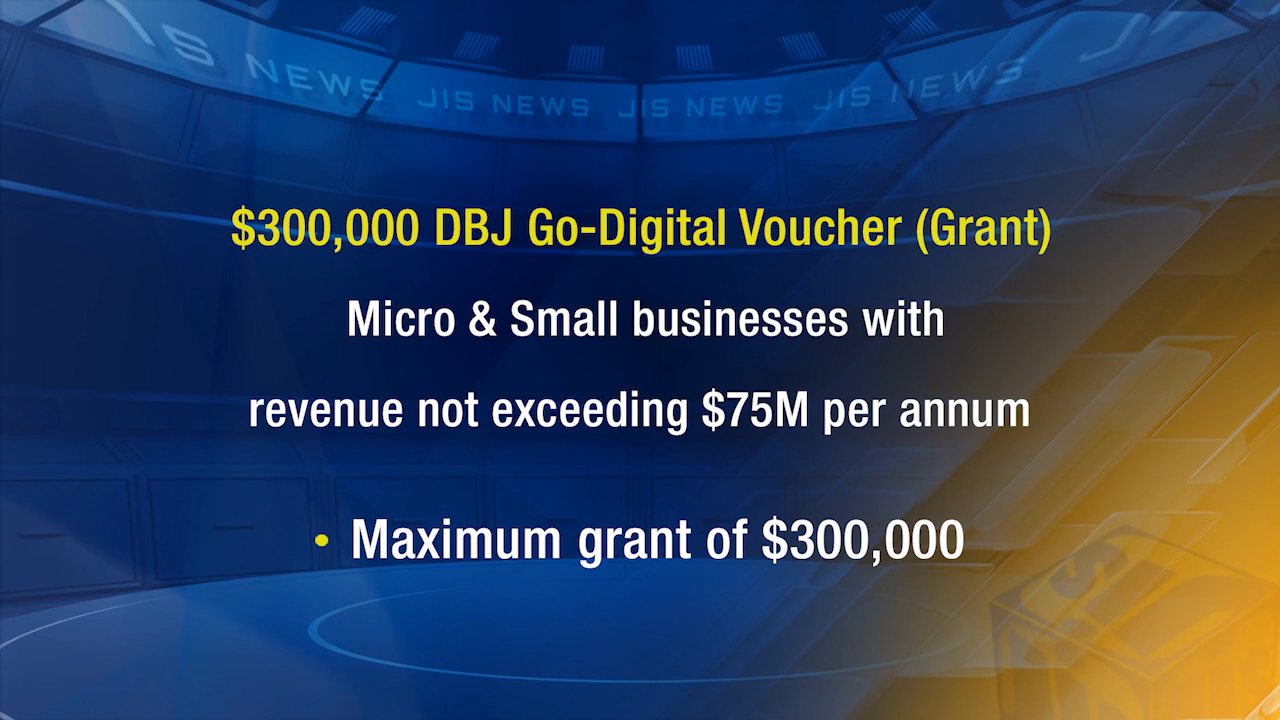 S NEWS JIS NEWS JIS NEWS JIS NEWS J
$300,000 DBJ Go-Digital Voucher (Grant)
Micro & Small businesses with
revenue not exceeding $75M per annum
• Maximum grant of $300,000